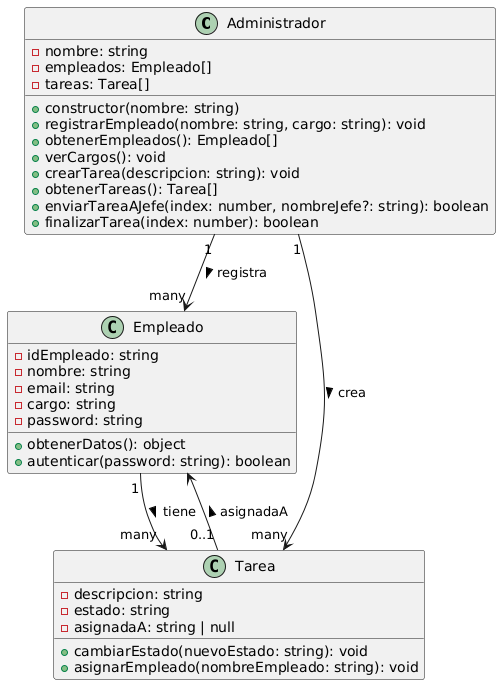 C Administrador
nombre: string
empleados: Empleado[]
tareas: Tarea[]
constructor(nombre: string)
registrarEmpleado(nombre: string, cargo: string): void
obtenerEmpleados(): Empleado[]
verCargos(): void
crearTarea(descripcion: string): void
obtenerTareas(): Tarea[]
enviarTareaAJefe(index: number, nombreJefe?: string): boolean
finalizarTarea(index: number): boolean
1 1
registra
many
C Empleado
idEmpleado: string
nombre: string
email: string
cargo: string
password: string
obtenerDatos(): object
autenticar(password: string): boolean
crea
1
tiene asignadaA
many 0..1 many
C Tarea
descripcion: string
estado: string
asignadaA: string | null
cambiarEstado(nuevoEstado: string): void
asignarEmpleado(nombreEmpleado: string): void